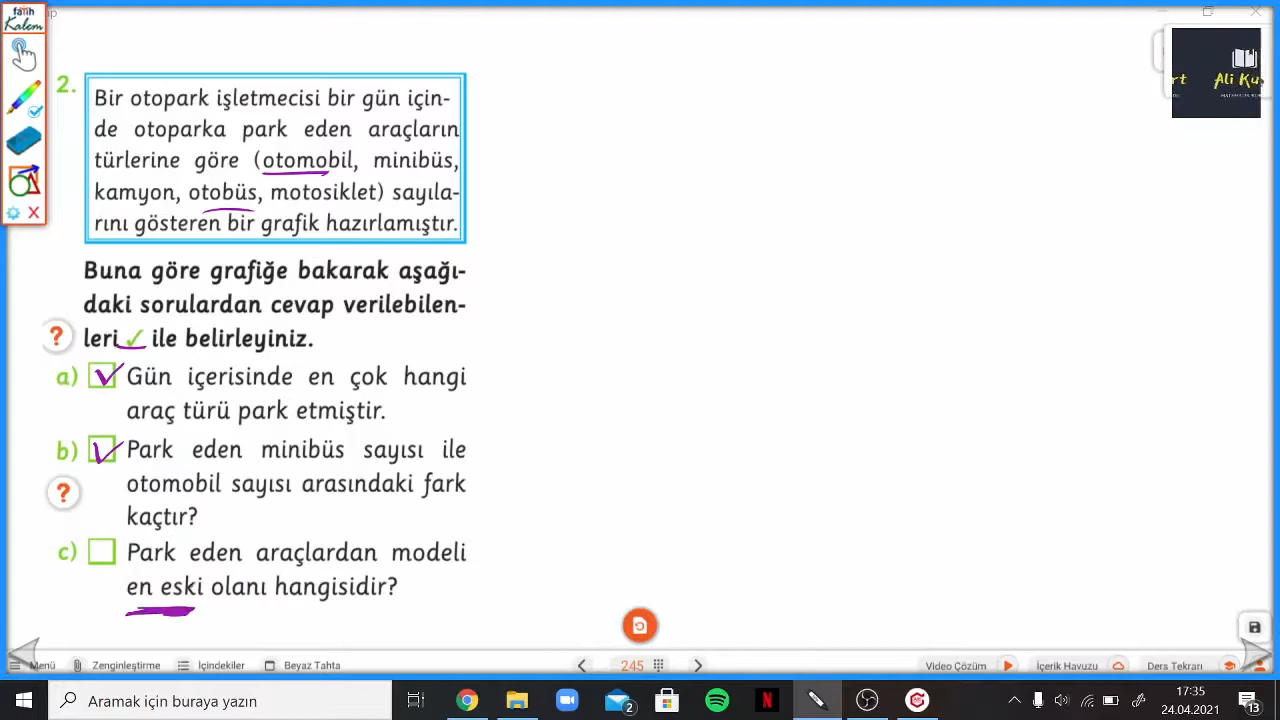 fatih
Kalem
2.
Bir otopark işletmecisi bir gün için-
de otoparka park eden araçların
türlerine göre (otomobil, minibüs,
kamyon, otobüs, motosiklet) sayıla-
rını gösteren bir grafik hazırlamıştır.
Buna göre grafiğe bakarak aşağı-
daki sorulardan cevap verilebilen-
leri ✓ ile belirleyiniz.
a) Gün içerisinde en çok hangi
araç türü park etmiştir.
b) Park eden minibüs sayısı ile
otomobil sayısı arasındaki fark
kaçtır?
c) Park eden araçlardan modeli
en eski olanı hangisidir?
Ali Ku
Menü Zenginleştirme İçindekiler Beyaz Tahta 245 Video Çözüm İçerik Havuzu Ders Tekrarı
Aramak için buraya yazın
2
N
17:35
24.04.2021
13